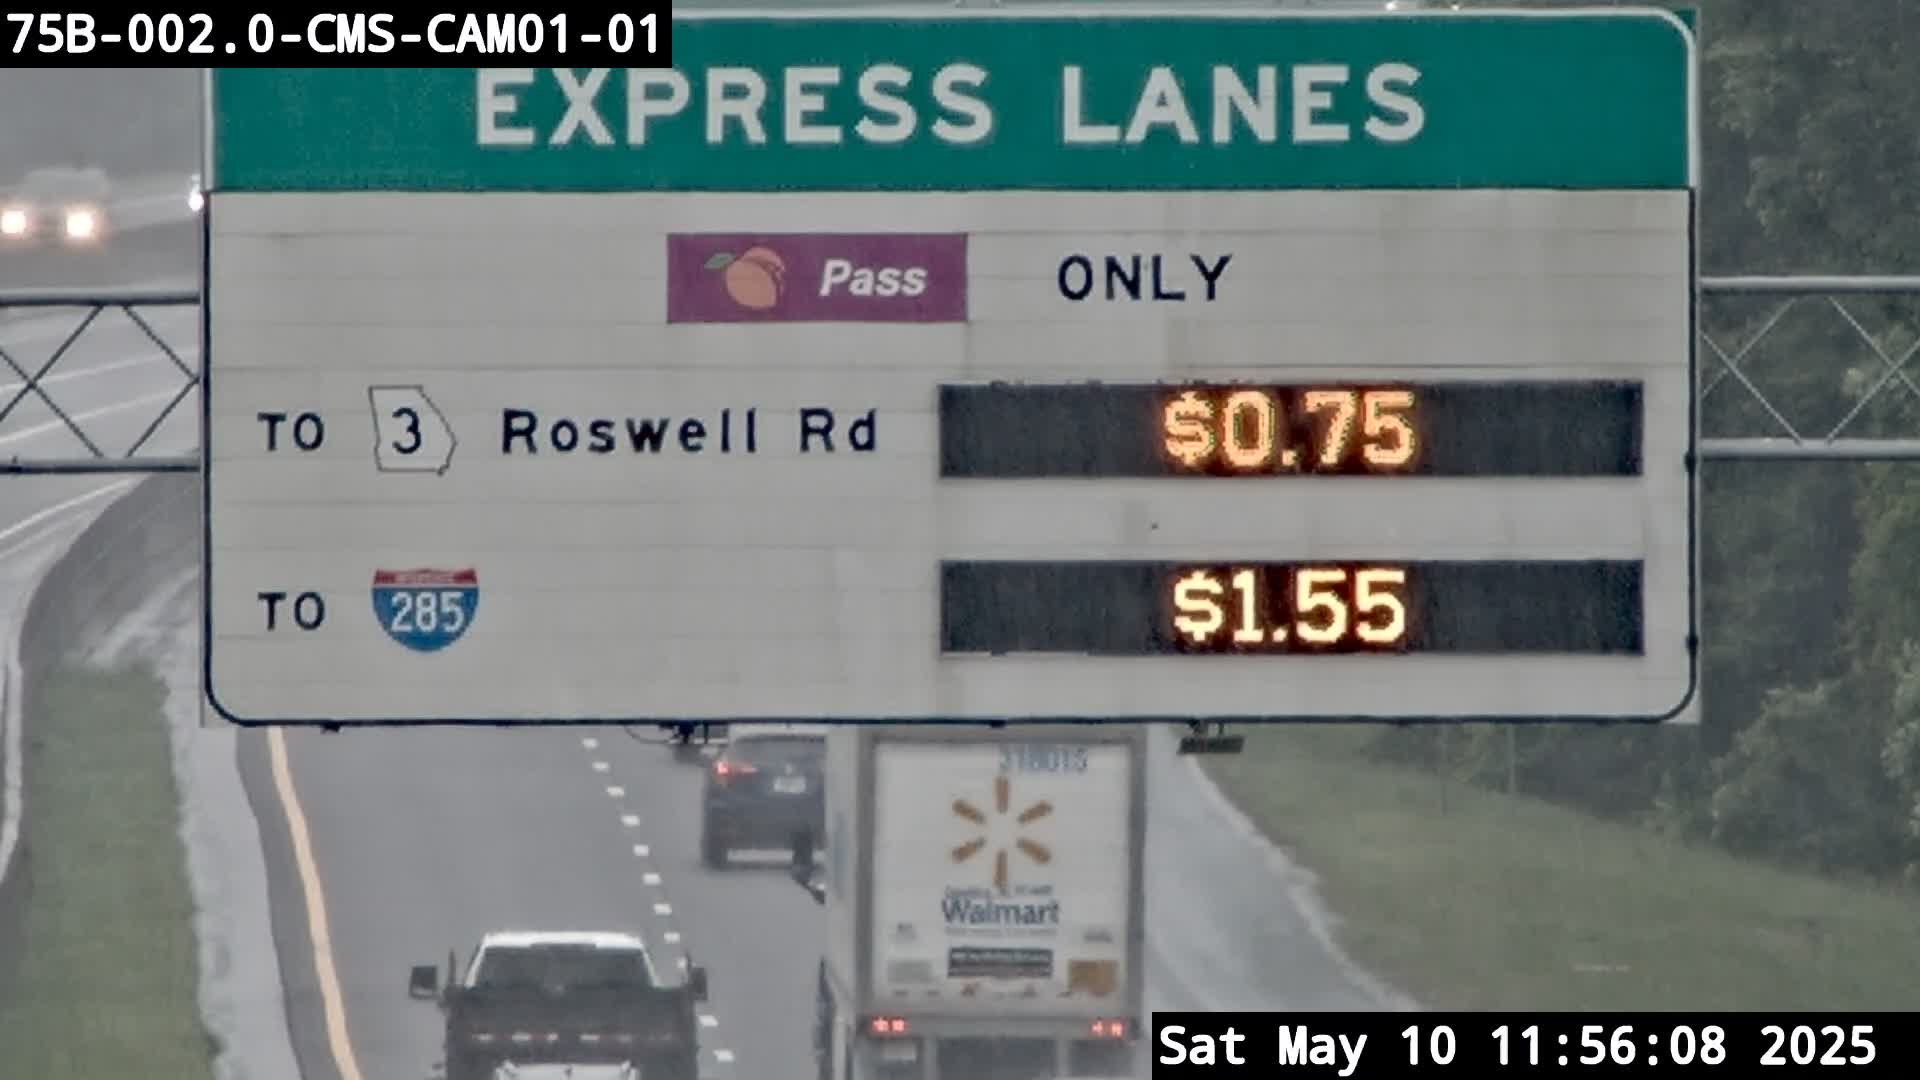 75B-002.0-CMS-CAM01-01
EXPRESS LANES
Pass ONLY
TO 3 Roswell Rd $0.75
TO 285 $1.55
318015
Walmart
Sat May 10 11:56:08 2025